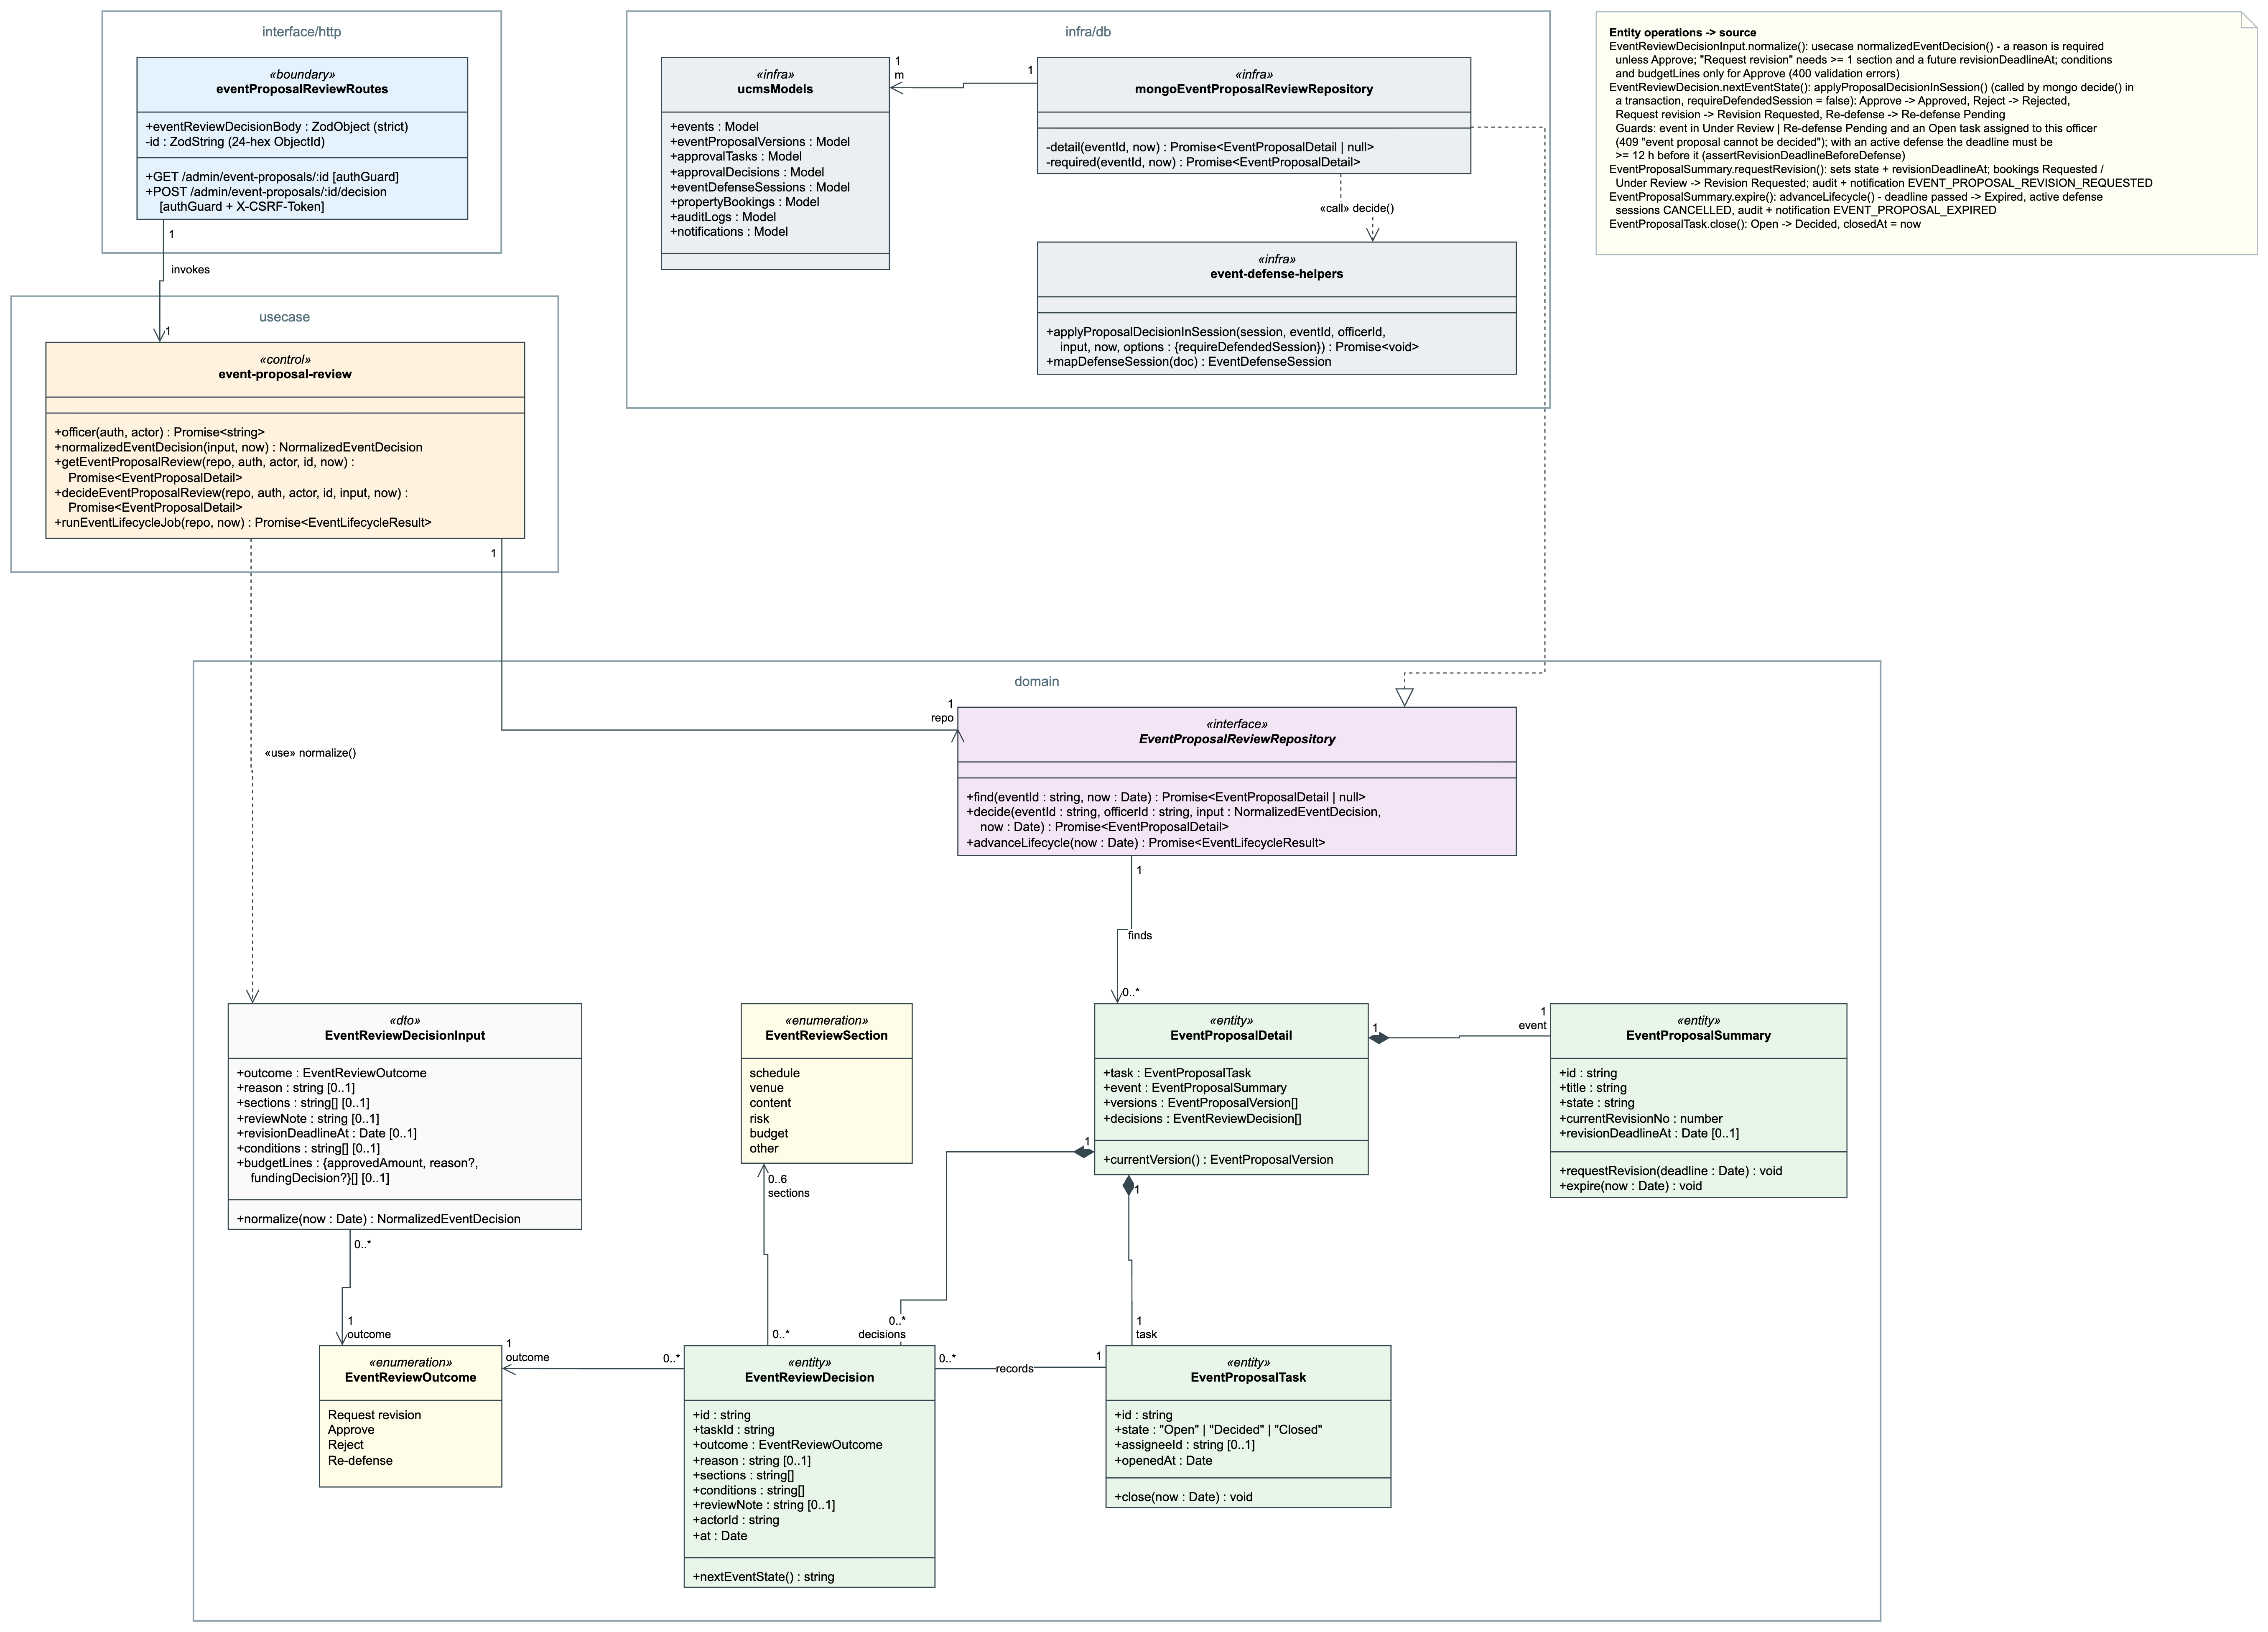 interface/http
«boundary»
eventProposalReviewRoutes
+eventReviewDecisionBody : ZodObject (strict)
-id : ZodString (24-hex ObjectId)
+GET /admin/event-proposals/:id [authGuard]
+POST /admin/event-proposals/:id/decision
[authGuard + X-CSRF-Token]
1
invokes
1
usecase
«control»
event-proposal-review
+officer(auth, actor) : Promise<string>
+normalizedEventDecision(input, now) : NormalizedEventDecision
+getEventProposalReview(repo, auth, actor, id, now) :
Promise<EventProposalDetail>
+decideEventProposalReview(repo, auth, actor, id, input, now) :
Promise<EventProposalDetail>
+runEventLifecycleJob(repo, now) : Promise<EventLifecycleResult>
1
«use» normalize()
infra/db
«infra»
ucmsModels
+events : Model
+eventProposalVersions : Model
+approvalTasks : Model
+approvalDecisions : Model
+eventDefenseSessions : Model
+propertyBookings : Model
+auditLogs : Model
+notifications : Model
1
m
1
«infra»
mongoEventProposalReviewRepository
-detail(eventId, now) : Promise<EventProposalDetail | null>
-required(eventId, now) : Promise<EventProposalDetail>
«call» decide()
«infra»
event-defense-helpers
+applyProposalDecisionInSession(session, eventId, officerId,
input, now, options : {requireDefendedSession}) : Promise<void>
+mapDefenseSession(doc) : EventDefenseSession
Entity operations -> source
EventReviewDecisionInput.normalize(): usecase normalizedEventDecision() - a reason is required
unless Approve; "Request revision" needs >= 1 section and a future revisionDeadlineAt; conditions
and budgetLines only for Approve (400 validation errors)
EventReviewDecision.nextEventState(): applyProposalDecisionInSession() (called by mongo decide() in
a transaction, requireDefendedSession = false): Approve -> Approved, Reject -> Rejected,
Request revision -> Revision Requested, Re-defense -> Re-defense Pending
Guards: event in Under Review | Re-defense Pending and an Open task assigned to this officer
(409 "event proposal cannot be decided"); with an active defense the deadline must be
>= 12 h before it (assertRevisionDeadlineBeforeDefense)
EventProposalSummary.requestRevision(): sets state + revisionDeadlineAt; bookings Requested /
Under Review -> Revision Requested; audit + notification EVENT_PROPOSAL_REVISION_REQUESTED
EventProposalSummary.expire(): advanceLifecycle() - deadline passed -> Expired, active defense
sessions CANCELLED, audit + notification EVENT_PROPOSAL_EXPIRED
EventProposalTask.close(): Open -> Decided, closedAt = now
domain
1
repo
«interface»
EventProposalReviewRepository
+find(eventId : string, now : Date) : Promise<EventProposalDetail | null>
+decide(eventId : string, officerId : string, input : NormalizedEventDecision,
now : Date) : Promise<EventProposalDetail>
+advanceLifecycle(now : Date) : Promise<EventLifecycleResult>
1
finds
0..*
«dto»
EventReviewDecisionInput
+outcome : EventReviewOutcome
+reason : string [0..1]
+sections : string[] [0..1]
+reviewNote : string [0..1]
+revisionDeadlineAt : Date [0..1]
+conditions : string[] [0..1]
+budgetLines : {approvedAmount, reason?,
fundingDecision?}[] [0..1]
+normalize(now : Date) : NormalizedEventDecision
0..*
1
outcome
«enumeration»
EventReviewSection
schedule
venue
content
risk
budget
other
0..6
sections
0..*
«entity»
EventProposalDetail
+task : EventProposalTask
+event : EventProposalSummary
+versions : EventProposalVersion[]
+decisions : EventReviewDecision[]
+currentVersion() : EventProposalVersion
1
1
event
1
0..*
decisions
1
1
task
«entity»
EventProposalSummary
+id : string
+title : string
+state : string
+currentRevisionNo : number
+revisionDeadlineAt : Date [0..1]
+requestRevision(deadline : Date) : void
+expire(now : Date) : void
«enumeration»
EventReviewOutcome
Request revision
Approve
Reject
Re-defense
1
outcome
0..*
«entity»
EventReviewDecision
+id : string
+taskId : string
+outcome : EventReviewOutcome
+reason : string [0..1]
+sections : string[]
+conditions : string[]
+reviewNote : string [0..1]
+actorId : string
+at : Date
+nextEventState() : string
0..*
records
1
«entity»
EventProposalTask
+id : string
+state : "Open" | "Decided" | "Closed"
+assigneeId : string [0..1]
+openedAt : Date
+close(now : Date) : void